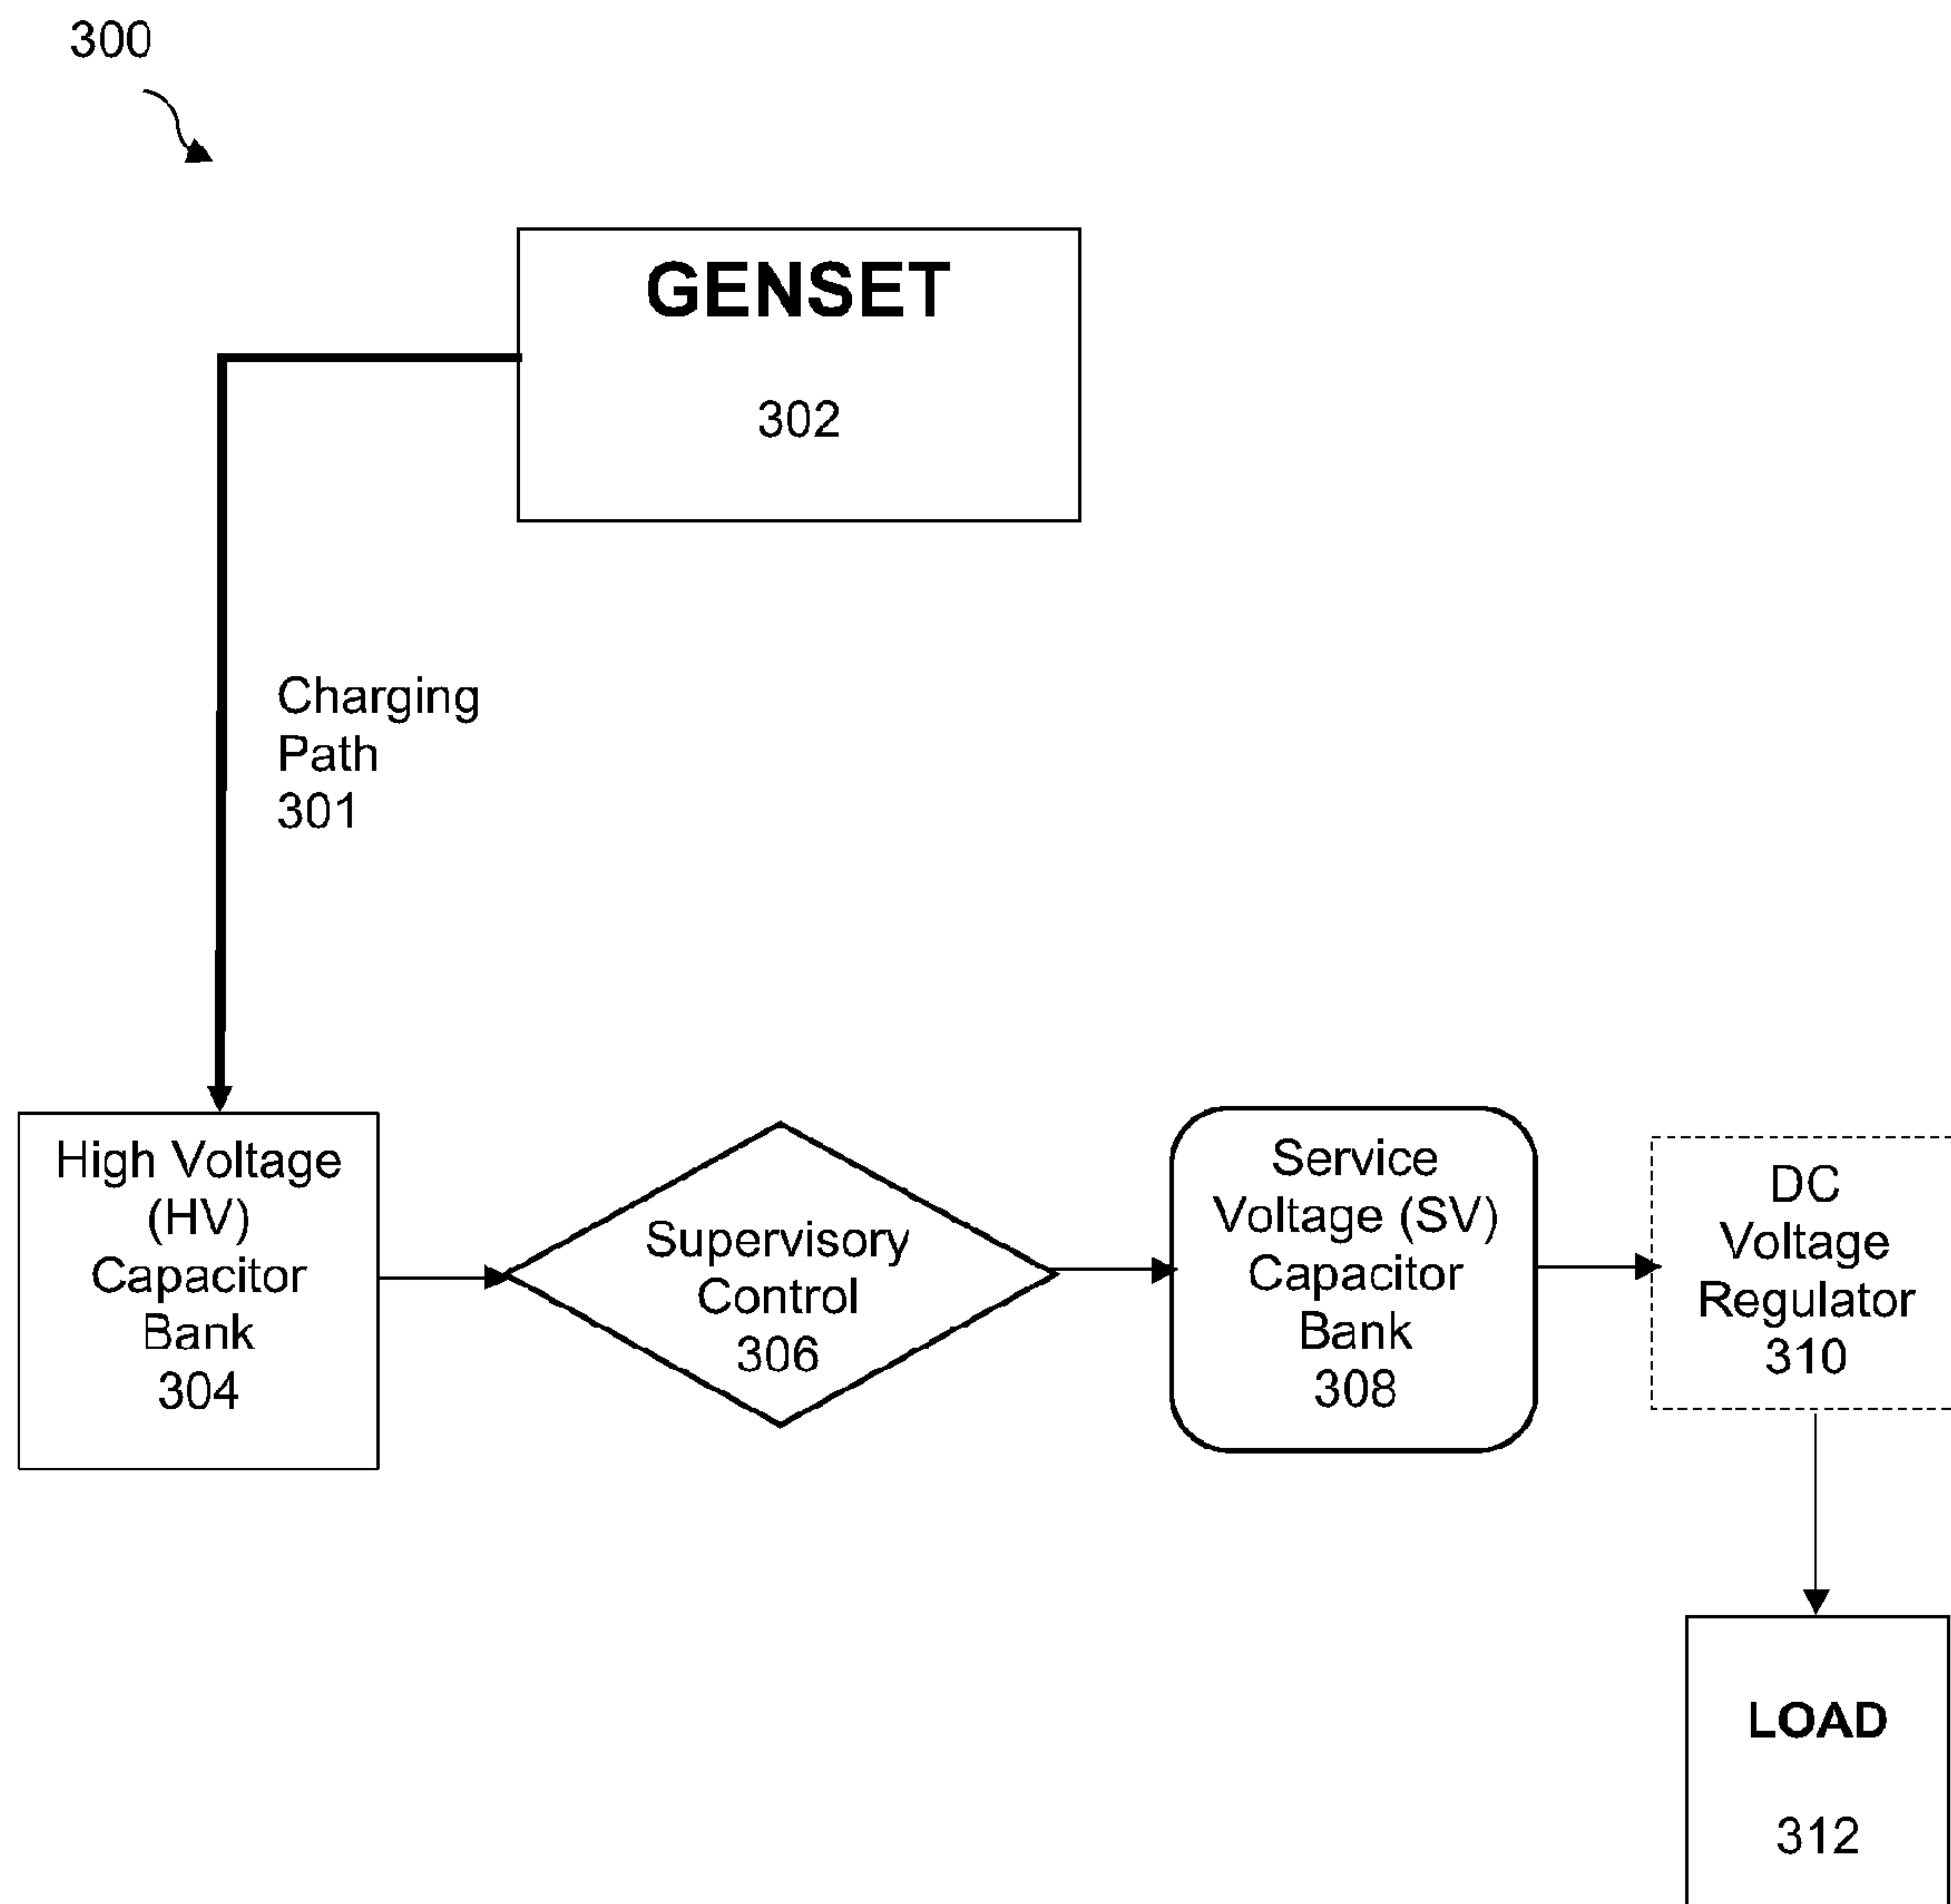 300
GENSET
302
Charging
Path
301
High Voltage
(HV)
Capacitor
Bank
304
Supervisory
Control
306
Service
Voltage (SV)
Capacitor
Bank
308
DC
Voltage
Regulator
310
LOAD
312